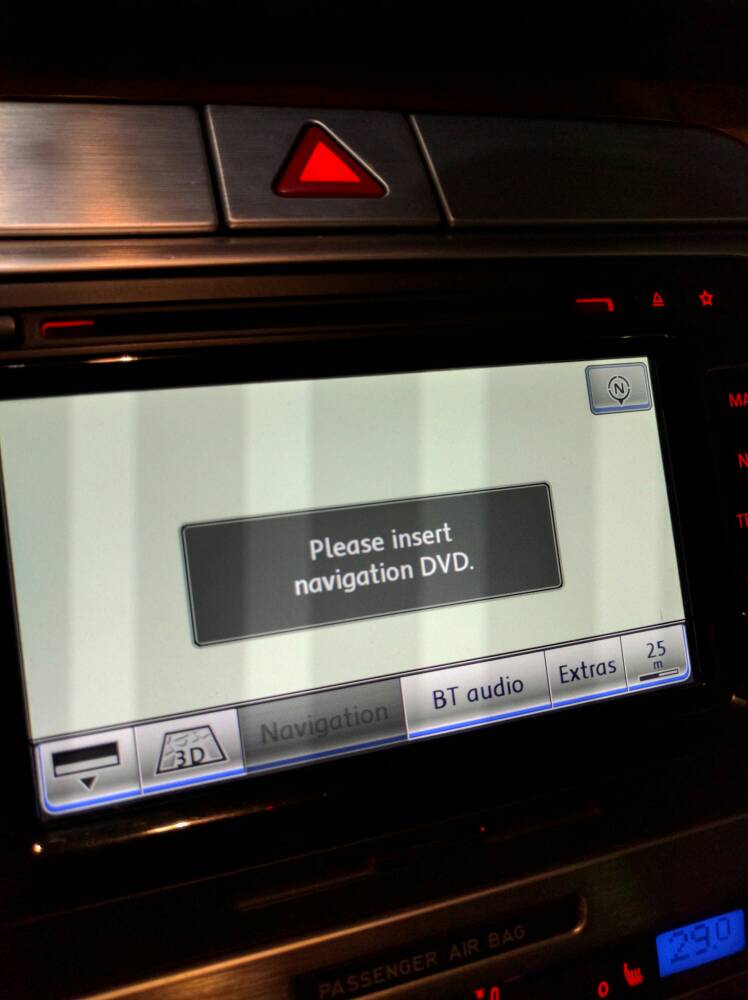 N
Please insert
navigation DVD.
3D
Navigation
BT audio
Extras
25
m
PASSENGER AIR BAG
29.0